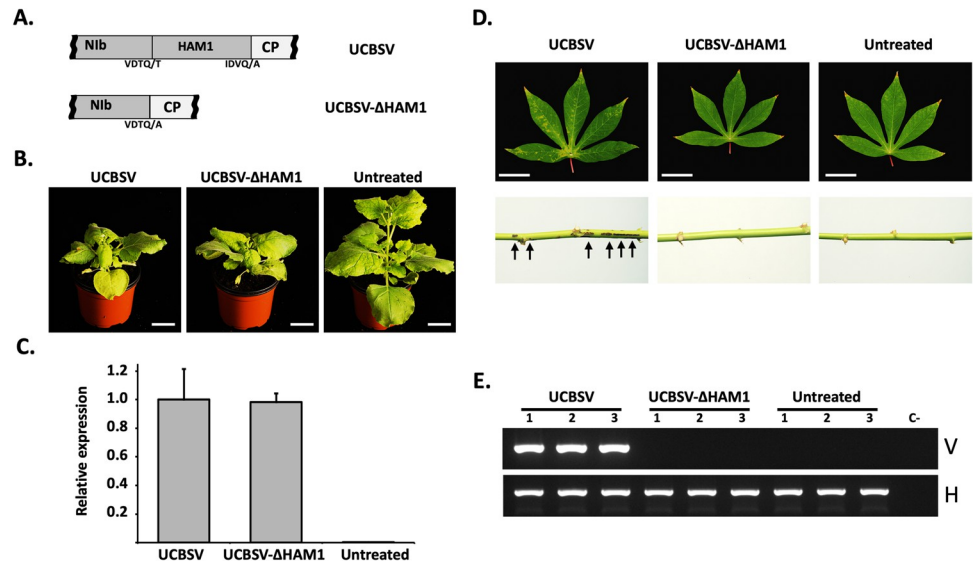 A.
NIb HAM1 CP UCBSV
VDTQ/T IDVQ/A
NIb CP UCBSV-ΔHAM1
VDTQ/A
B.
UCBSV UCBSV-ΔHAM1 Untreated
C.
Relative expression
1.2
1.0
0.8
0.6
0.4
0.2
UCBSV UCBSV-ΔHAM1 Untreated
D.
UCBSV UCBSV-ΔHAM1 Untreated
E.
UCBSV UCBSV-ΔHAM1 Untreated
1 2 3 1 2 3 1 2 3 C-
V
H